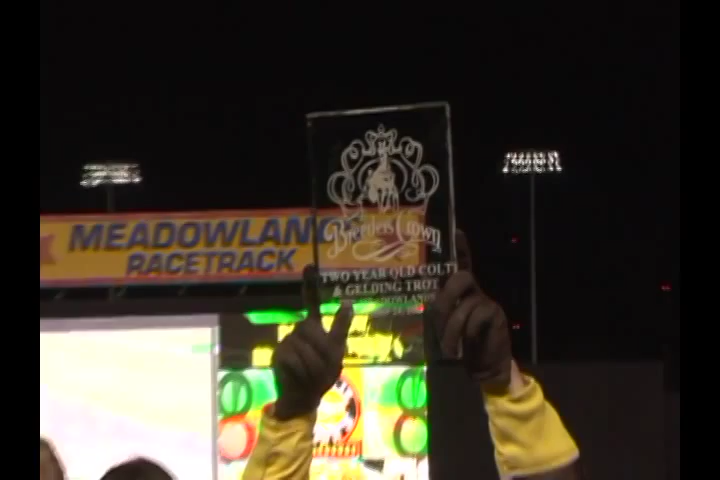 MEADOWLAN
RACETRACK
Breeders Crown
TWO YEAR OLD COLT
& GELDING TROT